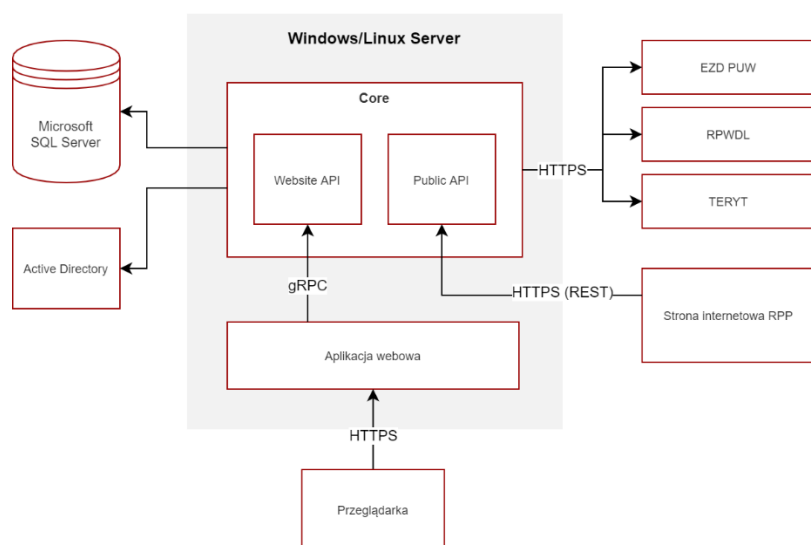 Windows/Linux Server
Microsoft
SQL Server
Core
Website API
Public API
EZD PUW
RPWDL
TERYT
HTTPS
Active Directory
gRPC
HTTPS (REST)
Strona internetowa RPP
Aplikacja webowa
HTTPS
Przeglądarka